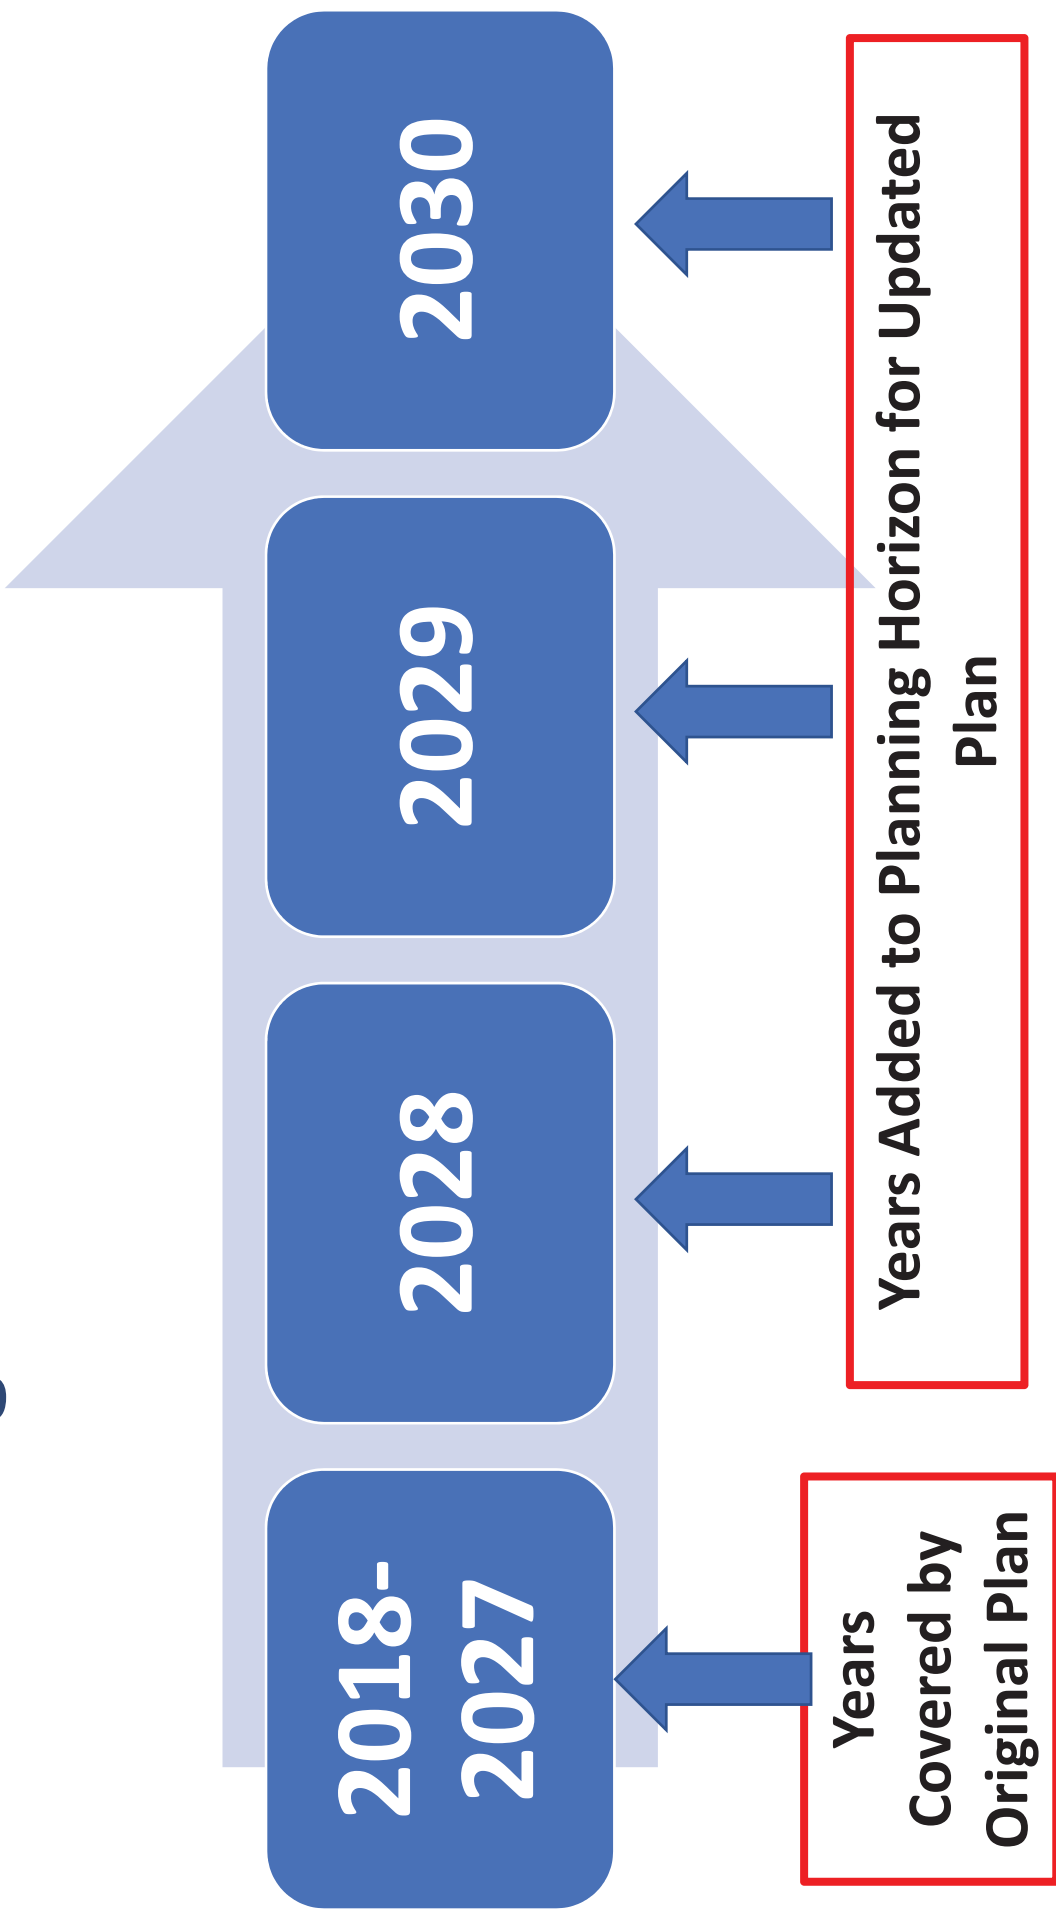 2018-
2027
2028
2029
2030
Years
Covered by
Original Plan
Years Added to Planning Horizon for Updated
Plan